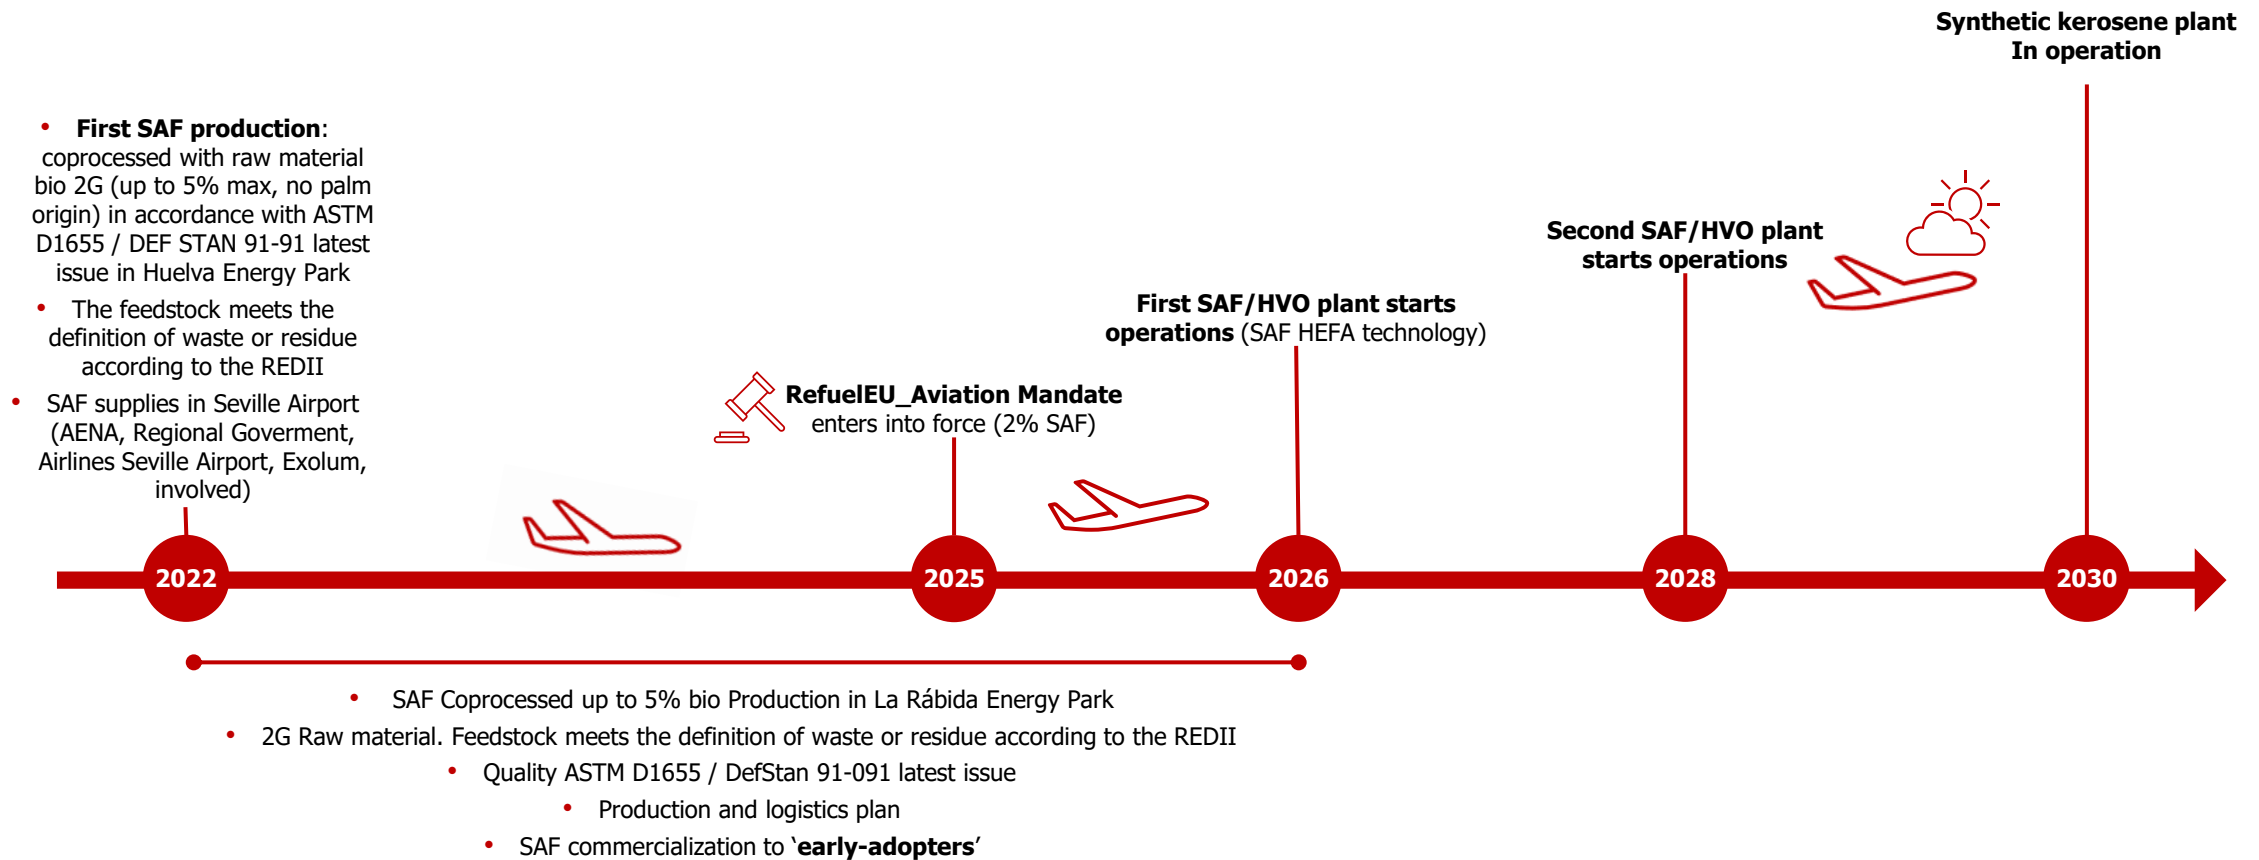 • First SAF production:
coprocessed with raw material
bio 2G (up to 5% max, no palm
origin) in accordance with ASTM
D1655 / DEF STAN 91-91 latest
issue in Huelva Energy Park
• The feedstock meets the
definition of waste or residue
according to the REDII
• SAF supplies in Seville Airport
(AENA, Regional Goverment,
Airlines Seville Airport, Exolum,
involved)
RefuelEU_Aviation Mandate
enters into force (2% SAF)
First SAF/HVO plant starts
operations (SAF HEFA technology)
Second SAF/HVO plant
starts operations
Synthetic kerosene plant
In operation
2022
2025
2026
2028
2030
• SAF Coprocessed up to 5% bio Production in La Rábida Energy Park
• 2G Raw material. Feedstock meets the definition of waste or residue according to the REDII
• Quality ASTM D1655 / DefStan 91-091 latest issue
• Production and logistics plan
• SAF commercialization to ‘early-adopters’